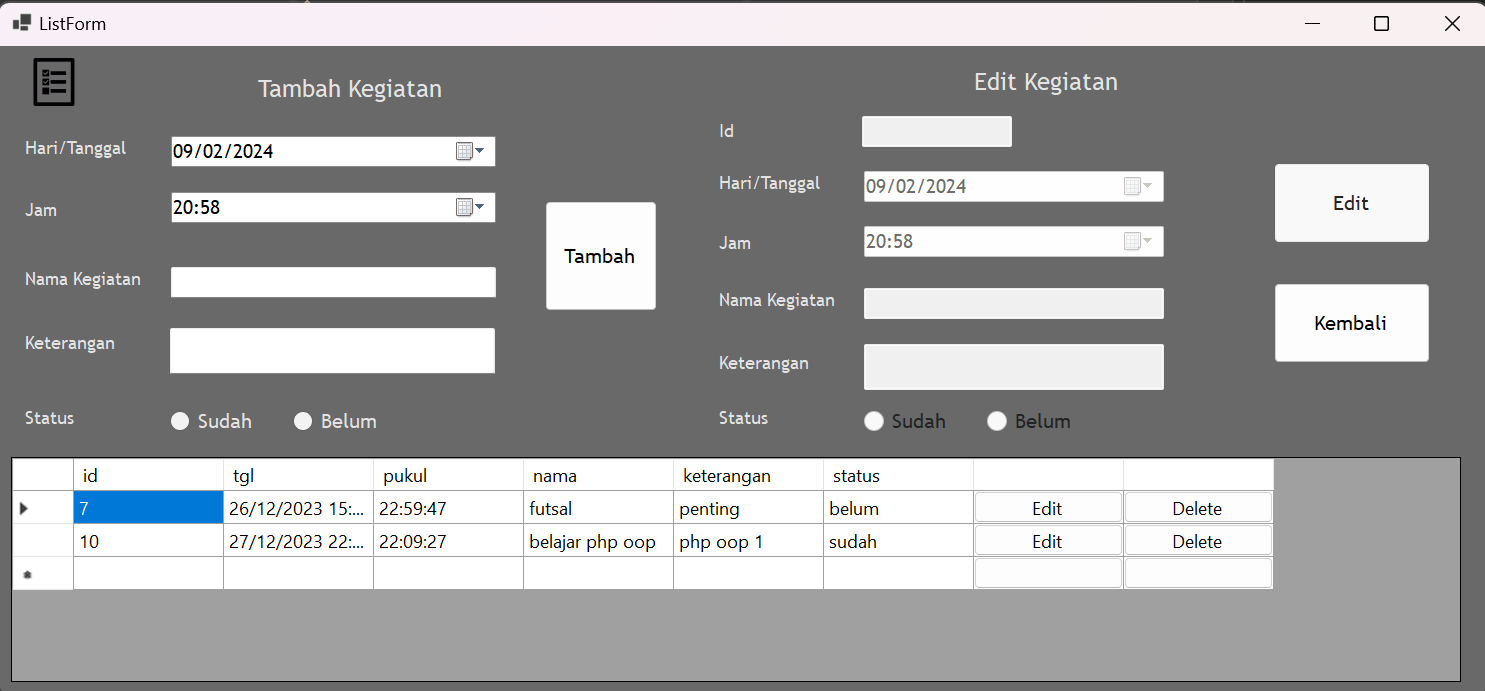 ListForm
Tambah Kegiatan
Hari/Tanggal 09/02/2024
Jam 20:58
Nama Kegiatan
Keterangan
Status Sudah Belum
Tambah
Edit Kegiatan
Id
Hari/Tanggal 09/02/2024
Jam 20:58
Nama Kegiatan
Keterangan
Status Sudah Belum
Edit
Kembali
id tgl pukul nama keterangan status
7 26/12/2023 15:... 22:59:47 futsal penting belum Edit Delete
10 27/12/2023 22:... 22:09:27 belajar php oop php oop 1 sudah Edit Delete